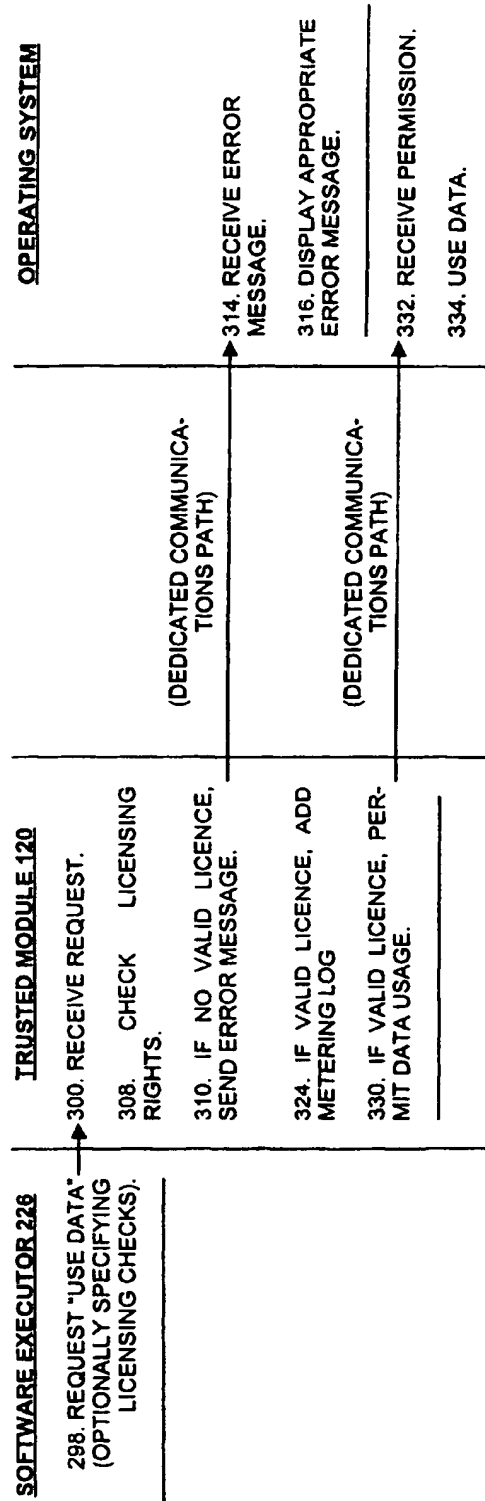 SOFTWARE EXECUTOR 226
298. REQUEST "USE DATA"
(OPTIONALLY SPECIFYING
LICENSING CHECKS).
TRUSTED MODULE 120
300. RECEIVE REQUEST.
308. CHECK LICENSING
RIGHTS.
310. IF NO VALID LICENCE,
SEND ERROR MESSAGE.
324. IF VALID LICENCE, ADD
METERING LOG
330. IF VALID LICENCE, PER-
MIT DATA USAGE.
(DEDICATED COMMUNICA-
TIONS PATH)
(DEDICATED COMMUNICA-
TIONS PATH)
OPERATING SYSTEM
314. RECEIVE ERROR
MESSAGE.
316. DISPLAY APPROPRIATE
ERROR MESSAGE.
332. RECEIVE PERMISSION.
334. USE DATA.